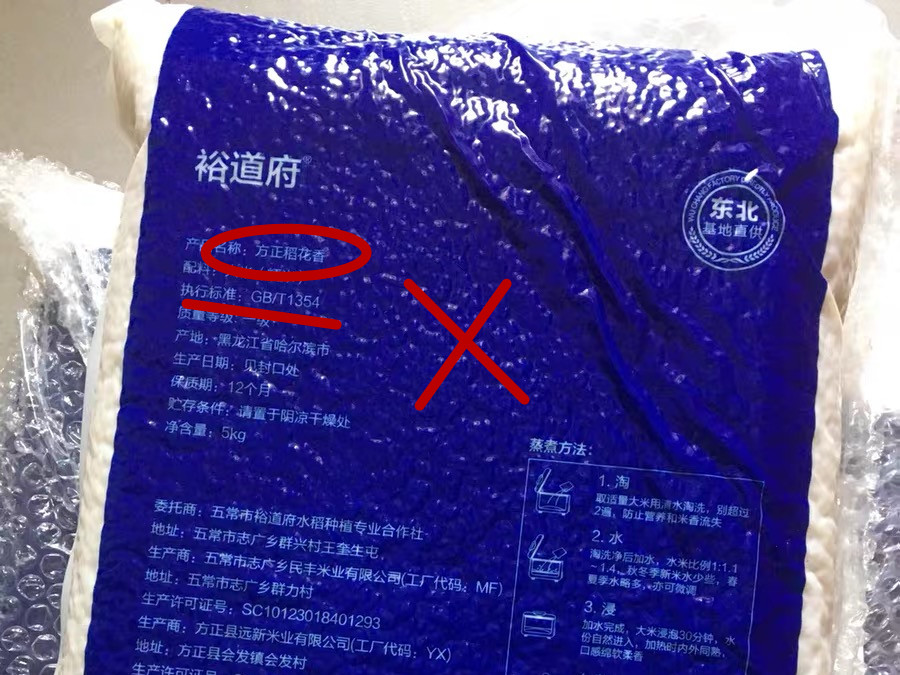 裕道府®
东北
基地直供
产品名称：方正稻花香
配料：
执行标准：GB/T1354
质量等级：一级
产地：黑龙江省哈尔滨市
生产日期：见封口处
保质期：12个月
贮存条件：请置于阴凉干燥处
净含量：5kg
委托商：五常市裕道府水稻种植专业合作社
地址：五常市志广乡群兴村王奎生屯
生产商：五常市志广乡民丰米业有限公司(工厂代码：MF)
地址：五常市志广乡群力村
生产许可证号：SC10123018401293
生产商：方正县远新米业有限公司(工厂代码：YX)
地址：方正县会发镇会发村
生产许可证号
蒸煮方法：
1. 淘
取适量大米用清水淘洗，别超过
2遍，防止营养和米香流失
2. 水
淘洗净后加水，水米比例1:1.1
~1.4，秋冬季新米水少些，春
夏季水略多，亦可微调
3. 浸
加水完成，大米浸泡30分钟，水
份自然进入，加热时内外同熟，
口感绵软柔香